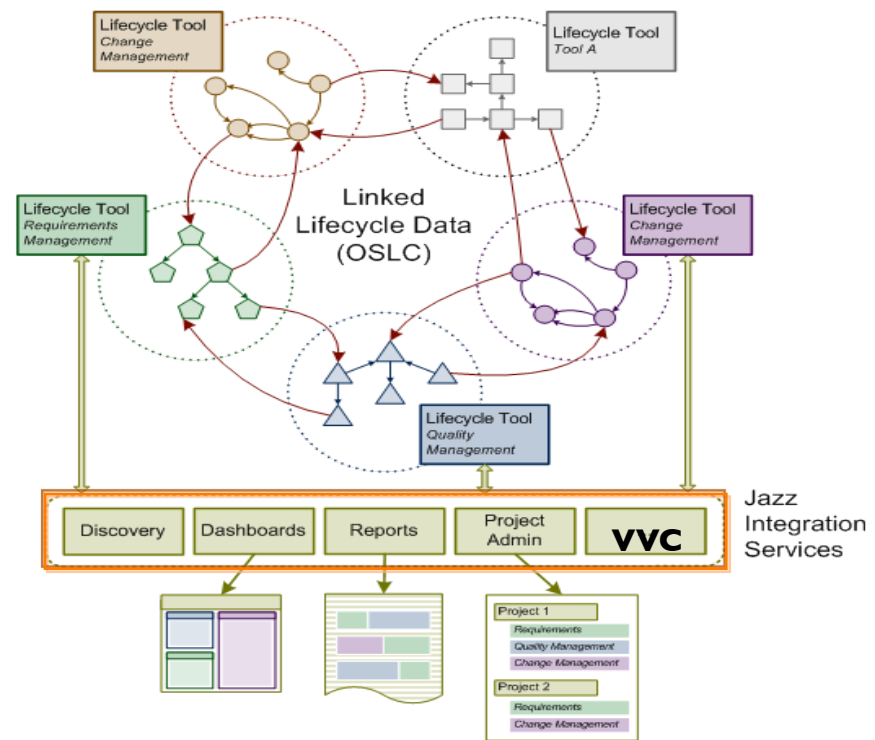 Lifecycle Tool
Change
Management
Lifecycle Tool
Tool A
Linked
Lifecycle Data
(OSLC)
Lifecycle Tool
Requirements
Management
Lifecycle Tool
Change
Management
Lifecycle Tool
Quality
Management
Discovery
Dashboards
Reports
Project
Admin
VVC
Jazz
Integration
Services
Project 1
Requirements
Quality Management
Change Management
Project 2
Requirements
Change Management